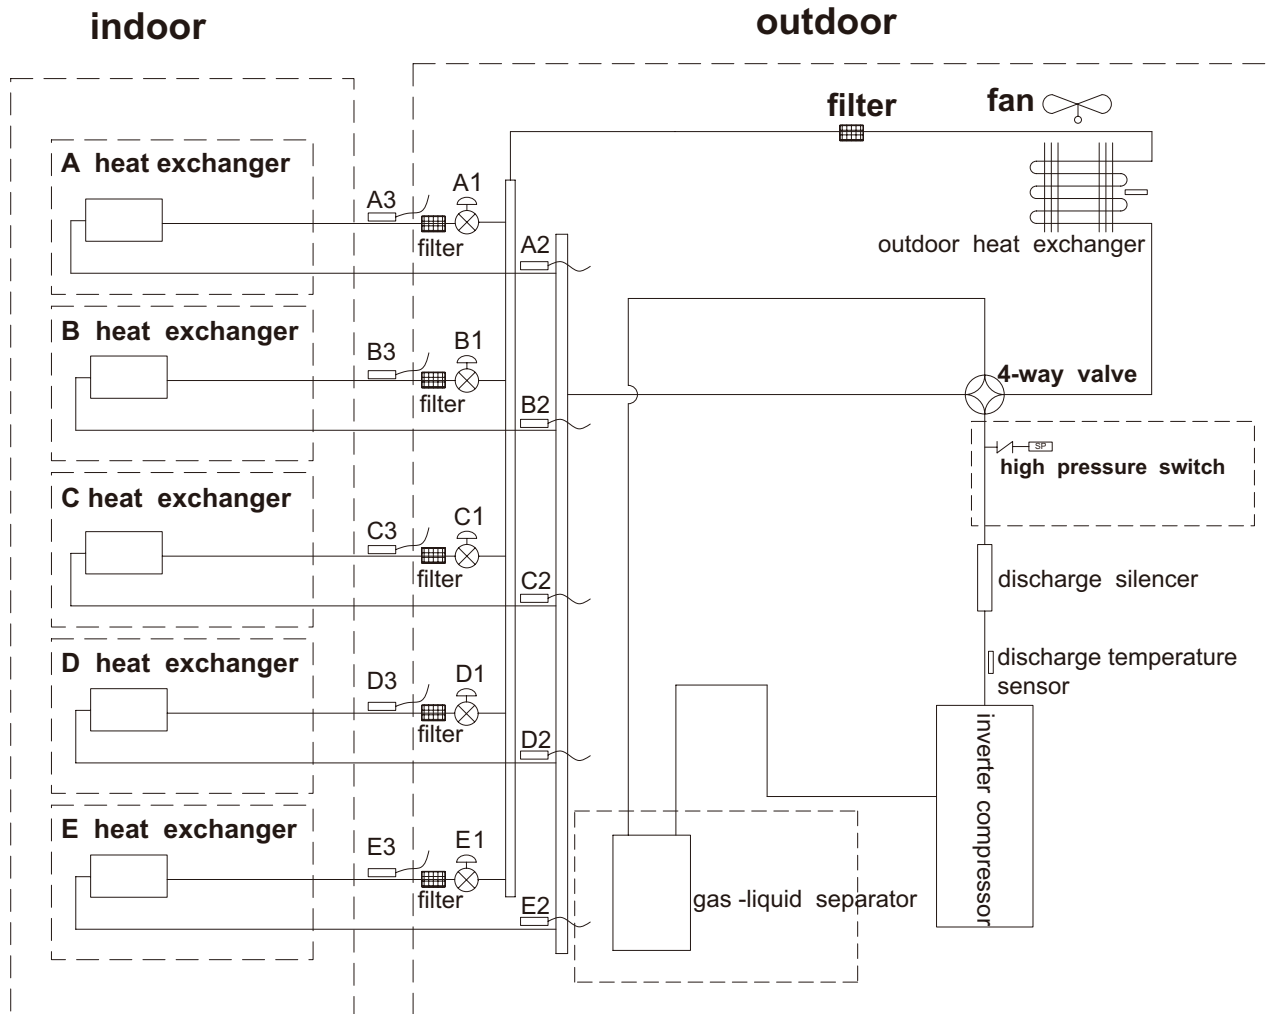 indoor
outdoor
filter
fan
A heat exchanger
A3
A1
filter
A2
outdoor heat exchanger
B heat exchanger
B3
B1
filter
B2
4-way valve
SP
high pressure switch
C heat exchanger
C3
C1
filter
C2
discharge silencer
D heat exchanger
D3
D1
filter
D2
discharge temperature
sensor
inverter compressor
E heat exchanger
E3
E1
filter
E2
gas -liquid separator